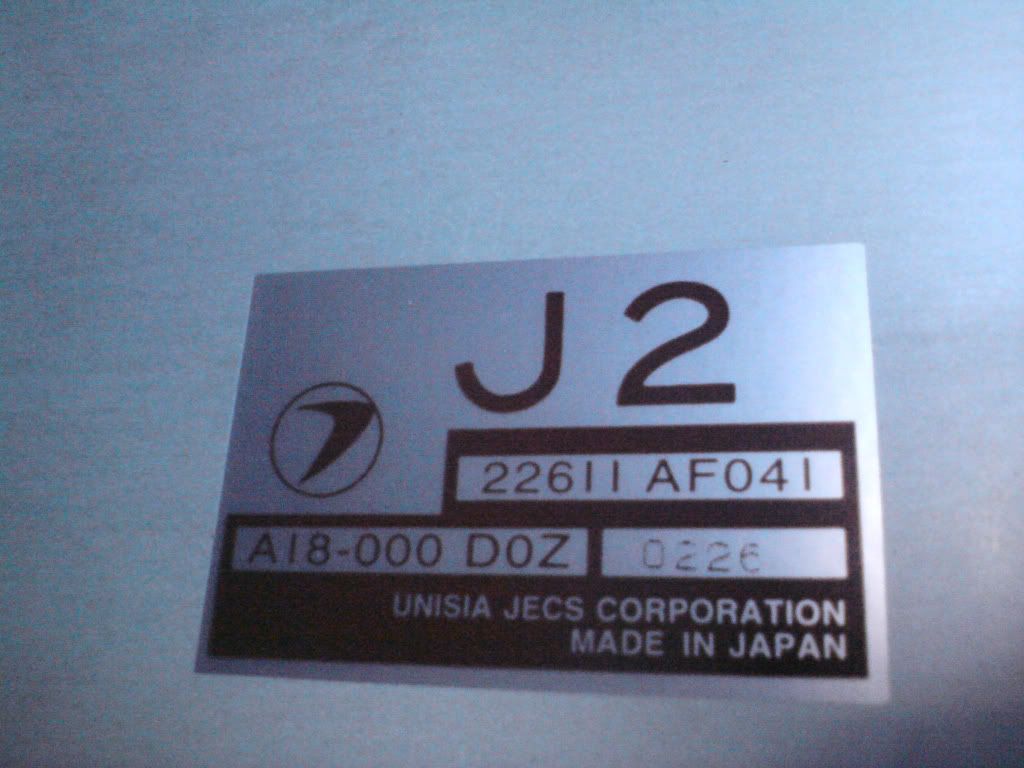 J2
22611 AF041
A18-000 D0Z 0226
UNISIA JECS CORPORATION
MADE IN JAPAN